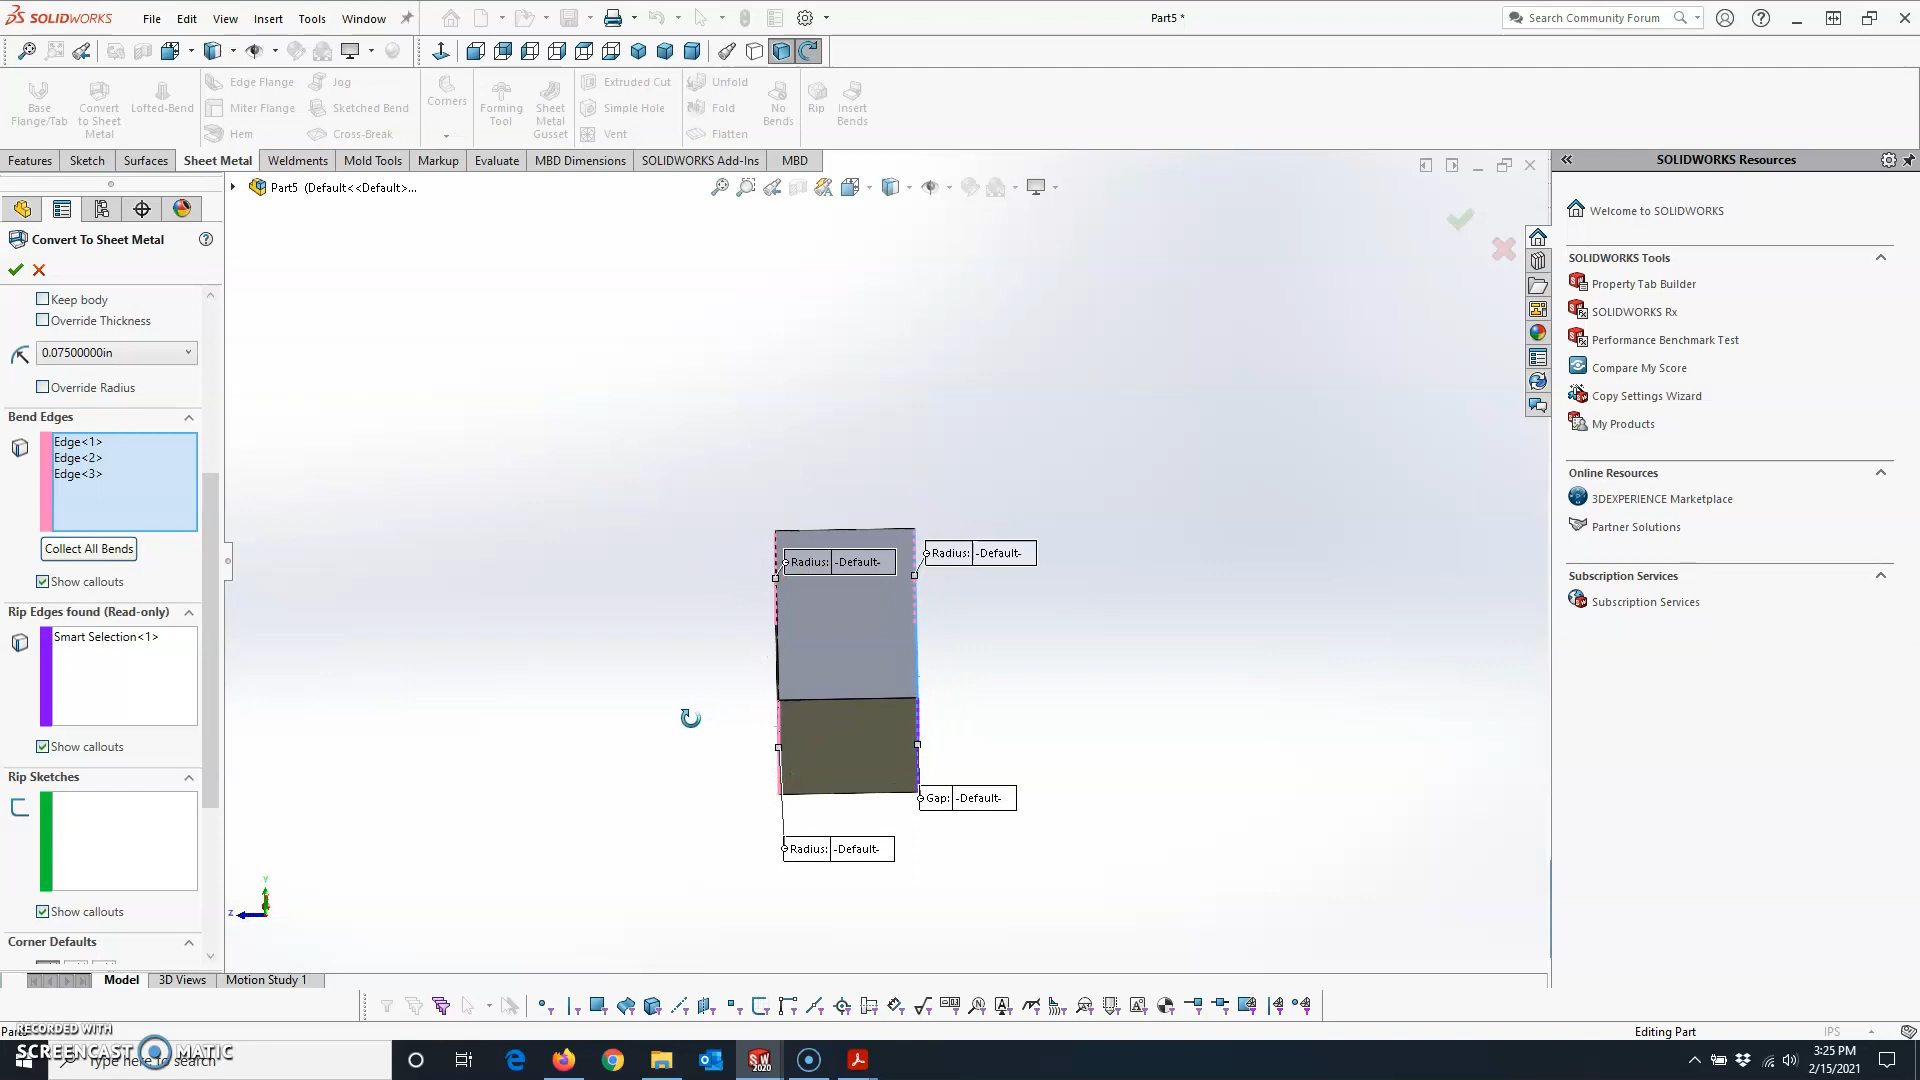 SOLIDWORKS File Edit View Insert Tools Window Part5 * Search Community Forum
Base Flange/Tab
Convert to Sheet Metal
Lofted-Bend
Edge Flange
Miter Flange
Hem
Jog
Sketched Bend
Cross-Break
Corners
Forming Tool
Sheet Metal Gusset
Extruded Cut
Simple Hole
Vent
Unfold
Fold
Flatten
No Bends
Rip
Insert Bends
Features Sketch Surfaces Sheet Metal Weldments Mold Tools Markup Evaluate MBD Dimensions SOLIDWORKS Add-Ins MBD
Part5 (Default<<Default>...
Convert To Sheet Metal
Keep body
Override Thickness
0.07500000in
Override Radius
Bend Edges
Edge<1>
Edge<2>
Edge<3>
Collect All Bends
Show callouts
Rip Edges found (Read-only)
Smart Selection<1>
Show callouts
Rip Sketches
Show callouts
Corner Defaults
Radius: -Default-
Radius: -Default-
Gap: -Default-
Radius: -Default-
Y
Z
SOLIDWORKS Resources
Welcome to SOLIDWORKS
SOLIDWORKS Tools
Property Tab Builder
SOLIDWORKS Rx
Performance Benchmark Test
Compare My Score
Copy Settings Wizard
My Products
Online Resources
3DEXPERIENCE Marketplace
Partner Solutions
Subscription Services
Subscription Services
Model 3D Views Motion Study 1
Editing Part IPS
RECORDED WITH
SCREENCAST MATIC
Type here to search
SW 2020
3:25 PM
2/15/2021